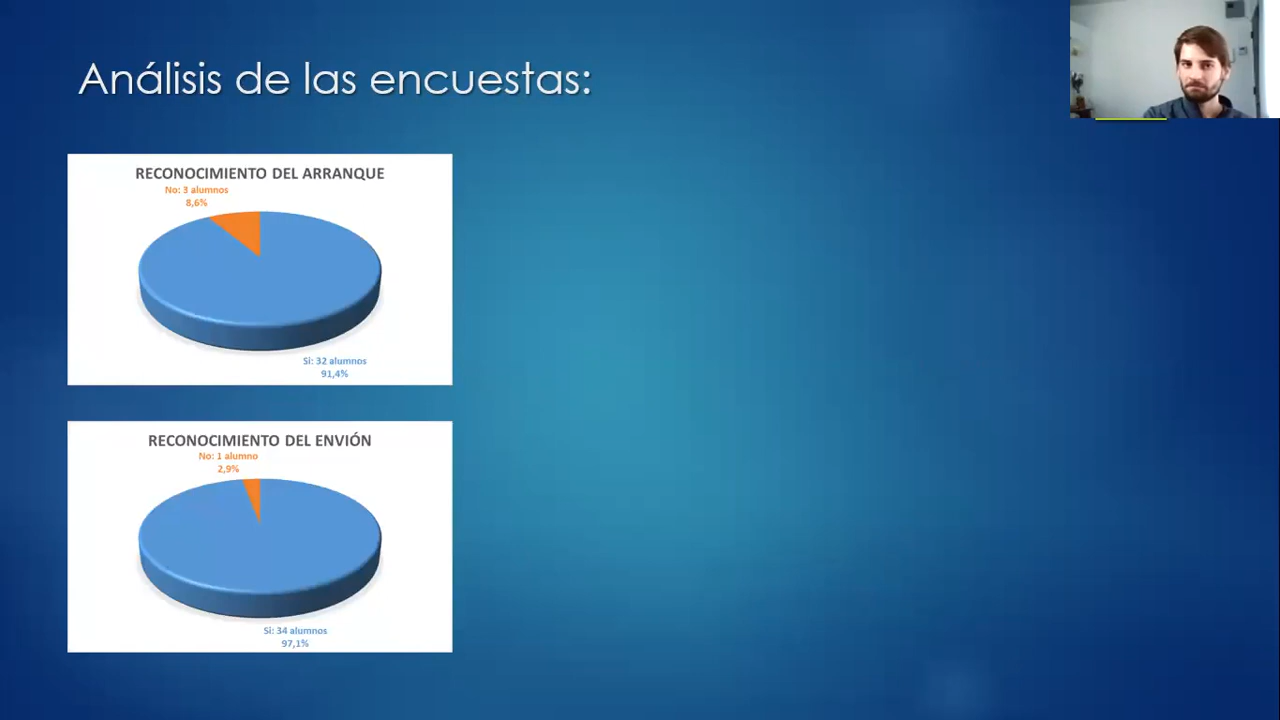 Análisis de las encuestas:
RECONOCIMIENTO DEL ARRANQUE
No: 3 alumnos
8,6%
Si: 32 alumnos
91,4%
RECONOCIMIENTO DEL ENVIÓN
No: 1 alumno
2,9%
Si: 34 alumnos
97,1%